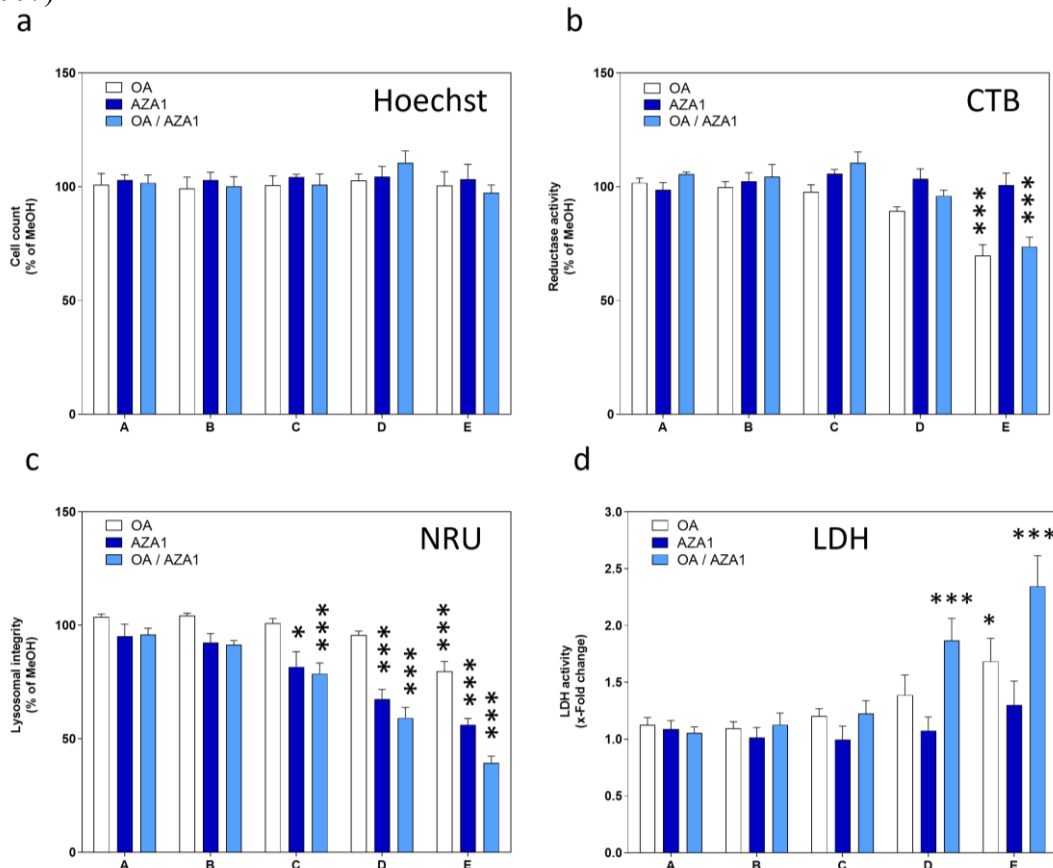 a
150
100
50
0
Cell count
(% of MeOH)
OA
AZA1
OA / AZA1
Hoechst
A B C D E
b
150
100
50
0
Reductase activity
(% of MeOH)
OA
AZA1
OA / AZA1
CTB
***
***
A B C D E
c
150
100
50
0
Lysosomal integrity
(% of MeOH)
OA
AZA1
OA / AZA1
NRU
*
***
***
***
***
***
***
A B C D E
d
3.0
2.5
2.0
1.5
1.0
0.5
0.0
LDH activity
(x-Fold change)
OA
AZA1
OA / AZA1
LDH
***
*
***
A B C D E